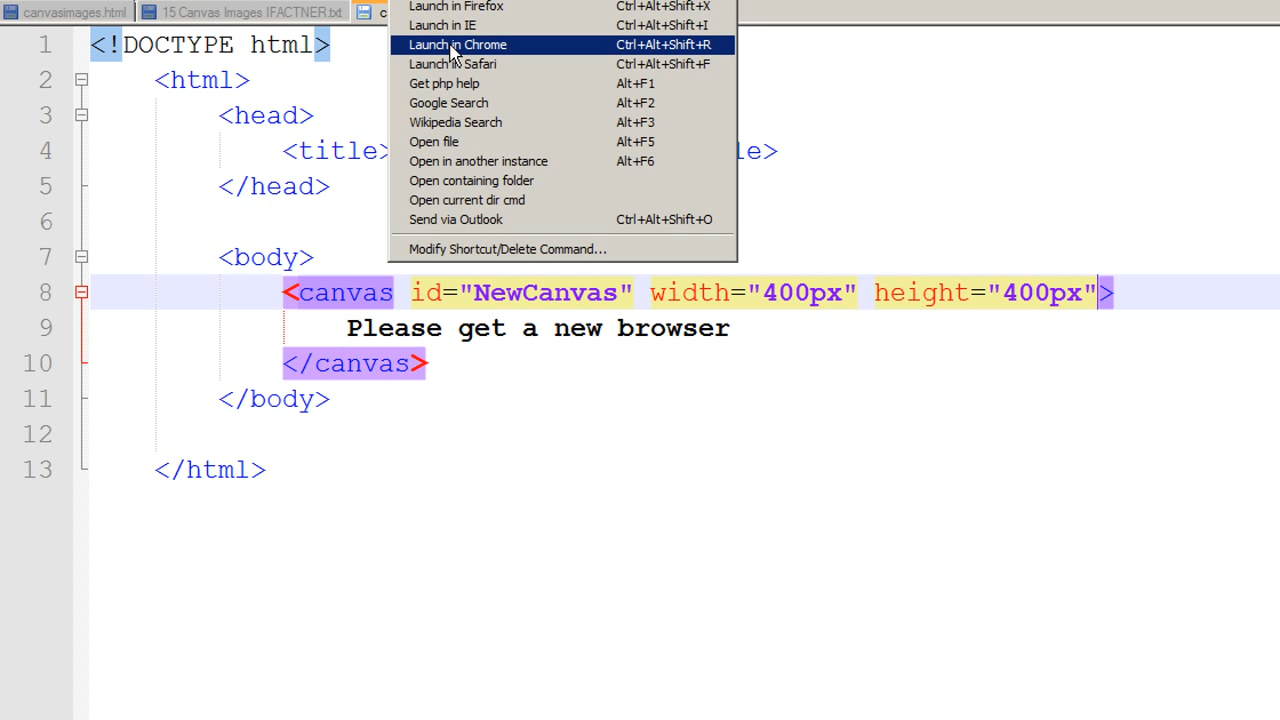 canvasimages.html 15 Canvas Images IFACTNER.txt c
Launch in Firefox Ctrl+Alt+Shift+X
Launch in IE Ctrl+Alt+Shift+I
Launch in Chrome Ctrl+Alt+Shift+R
Launch in Safari Ctrl+Alt+Shift+F
Get php help Alt+F1
Google Search Alt+F2
Wikipedia Search Alt+F3
Open file Alt+F5
Open in another instance Alt+F6
Open containing folder
Open current dir cmd
Send via Outlook Ctrl+Alt+Shift+O
Modify Shortcut/Delete Command...
1 <!DOCTYPE html>
2 <html>
3 <head>
4 <title> le>
5 </head>
6
7 <body>
8 <canvas id="NewCanvas" width="400px" height="400px">
9 Please get a new browser
10 </canvas>
11 </body>
12
13 </html>